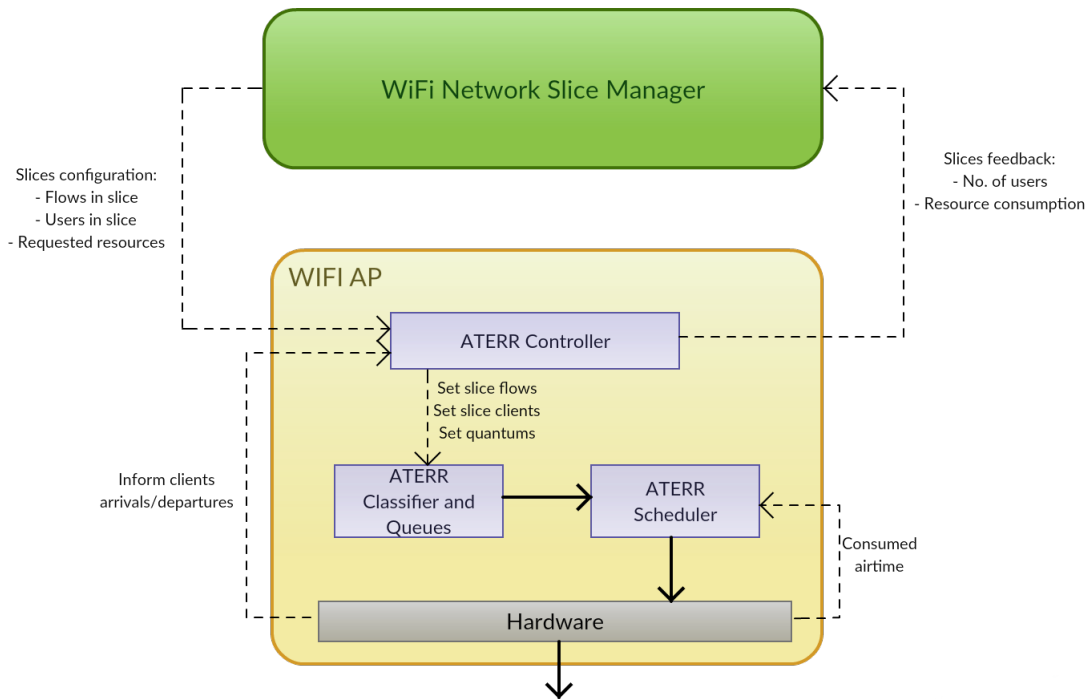 WiFi Network Slice Manager
Slices configuration:
- Flows in slice
- Users in slice
- Requested resources
Slices feedback:
- No. of users
- Resource consumption
WIFI AP
ATERR Controller
Set slice flows
Set slice clients
Set quantums
Inform clients
arrivals/departures
ATERR
Classifier and
Queues
ATERR
Scheduler
Consumed
airtime
Hardware